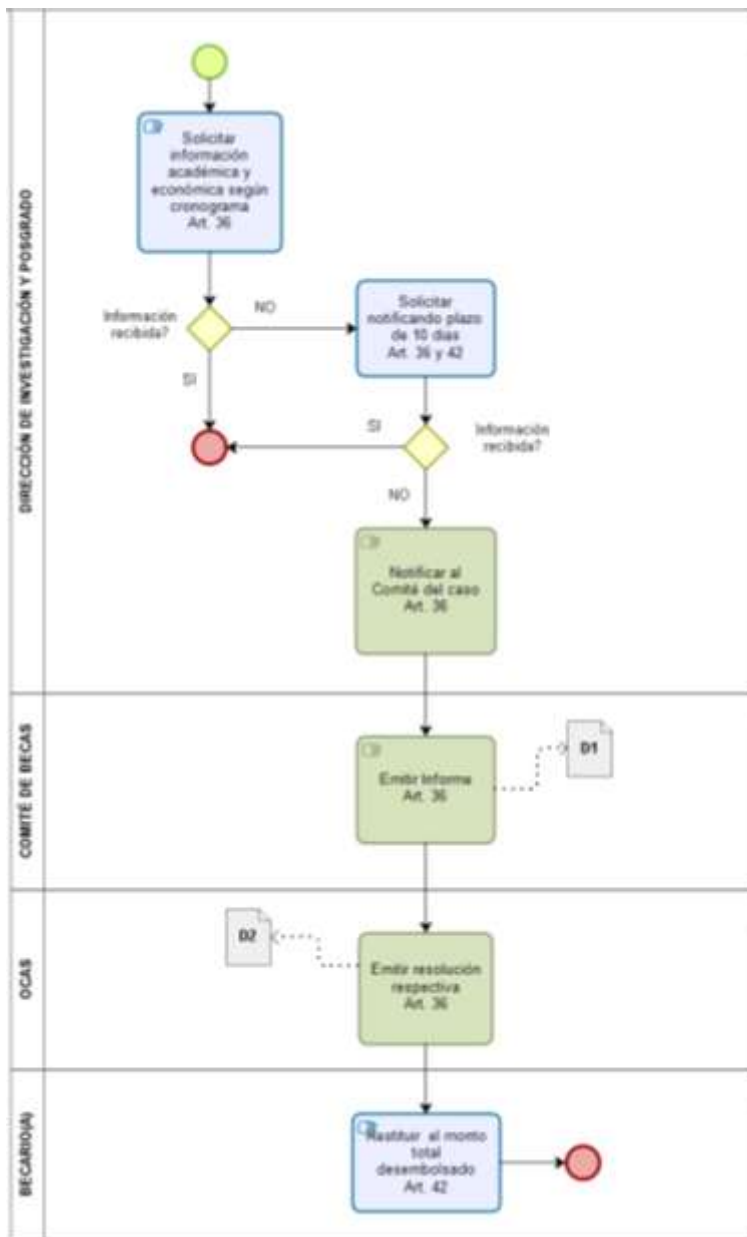 DIRECCIÓN DE INVESTIGACIÓN Y POSGRADO
Solicitar
información
académica y
económica según
cronograma
Art. 36
Información
recibida?
NO
SI
Solicitar
notificando plazo
de 10 días
Art. 36 y 42
SI
Información
recibida?
NO
Notificar al
Comité del caso
Art. 36
COMITÉ DE BECAS
Emitir Informe
Art. 36
D1
OCAS
D2
Emitir resolución
respectiva
Art. 36
BECARIO(A)
Restituir el monto
total
desembolsado
Art. 42